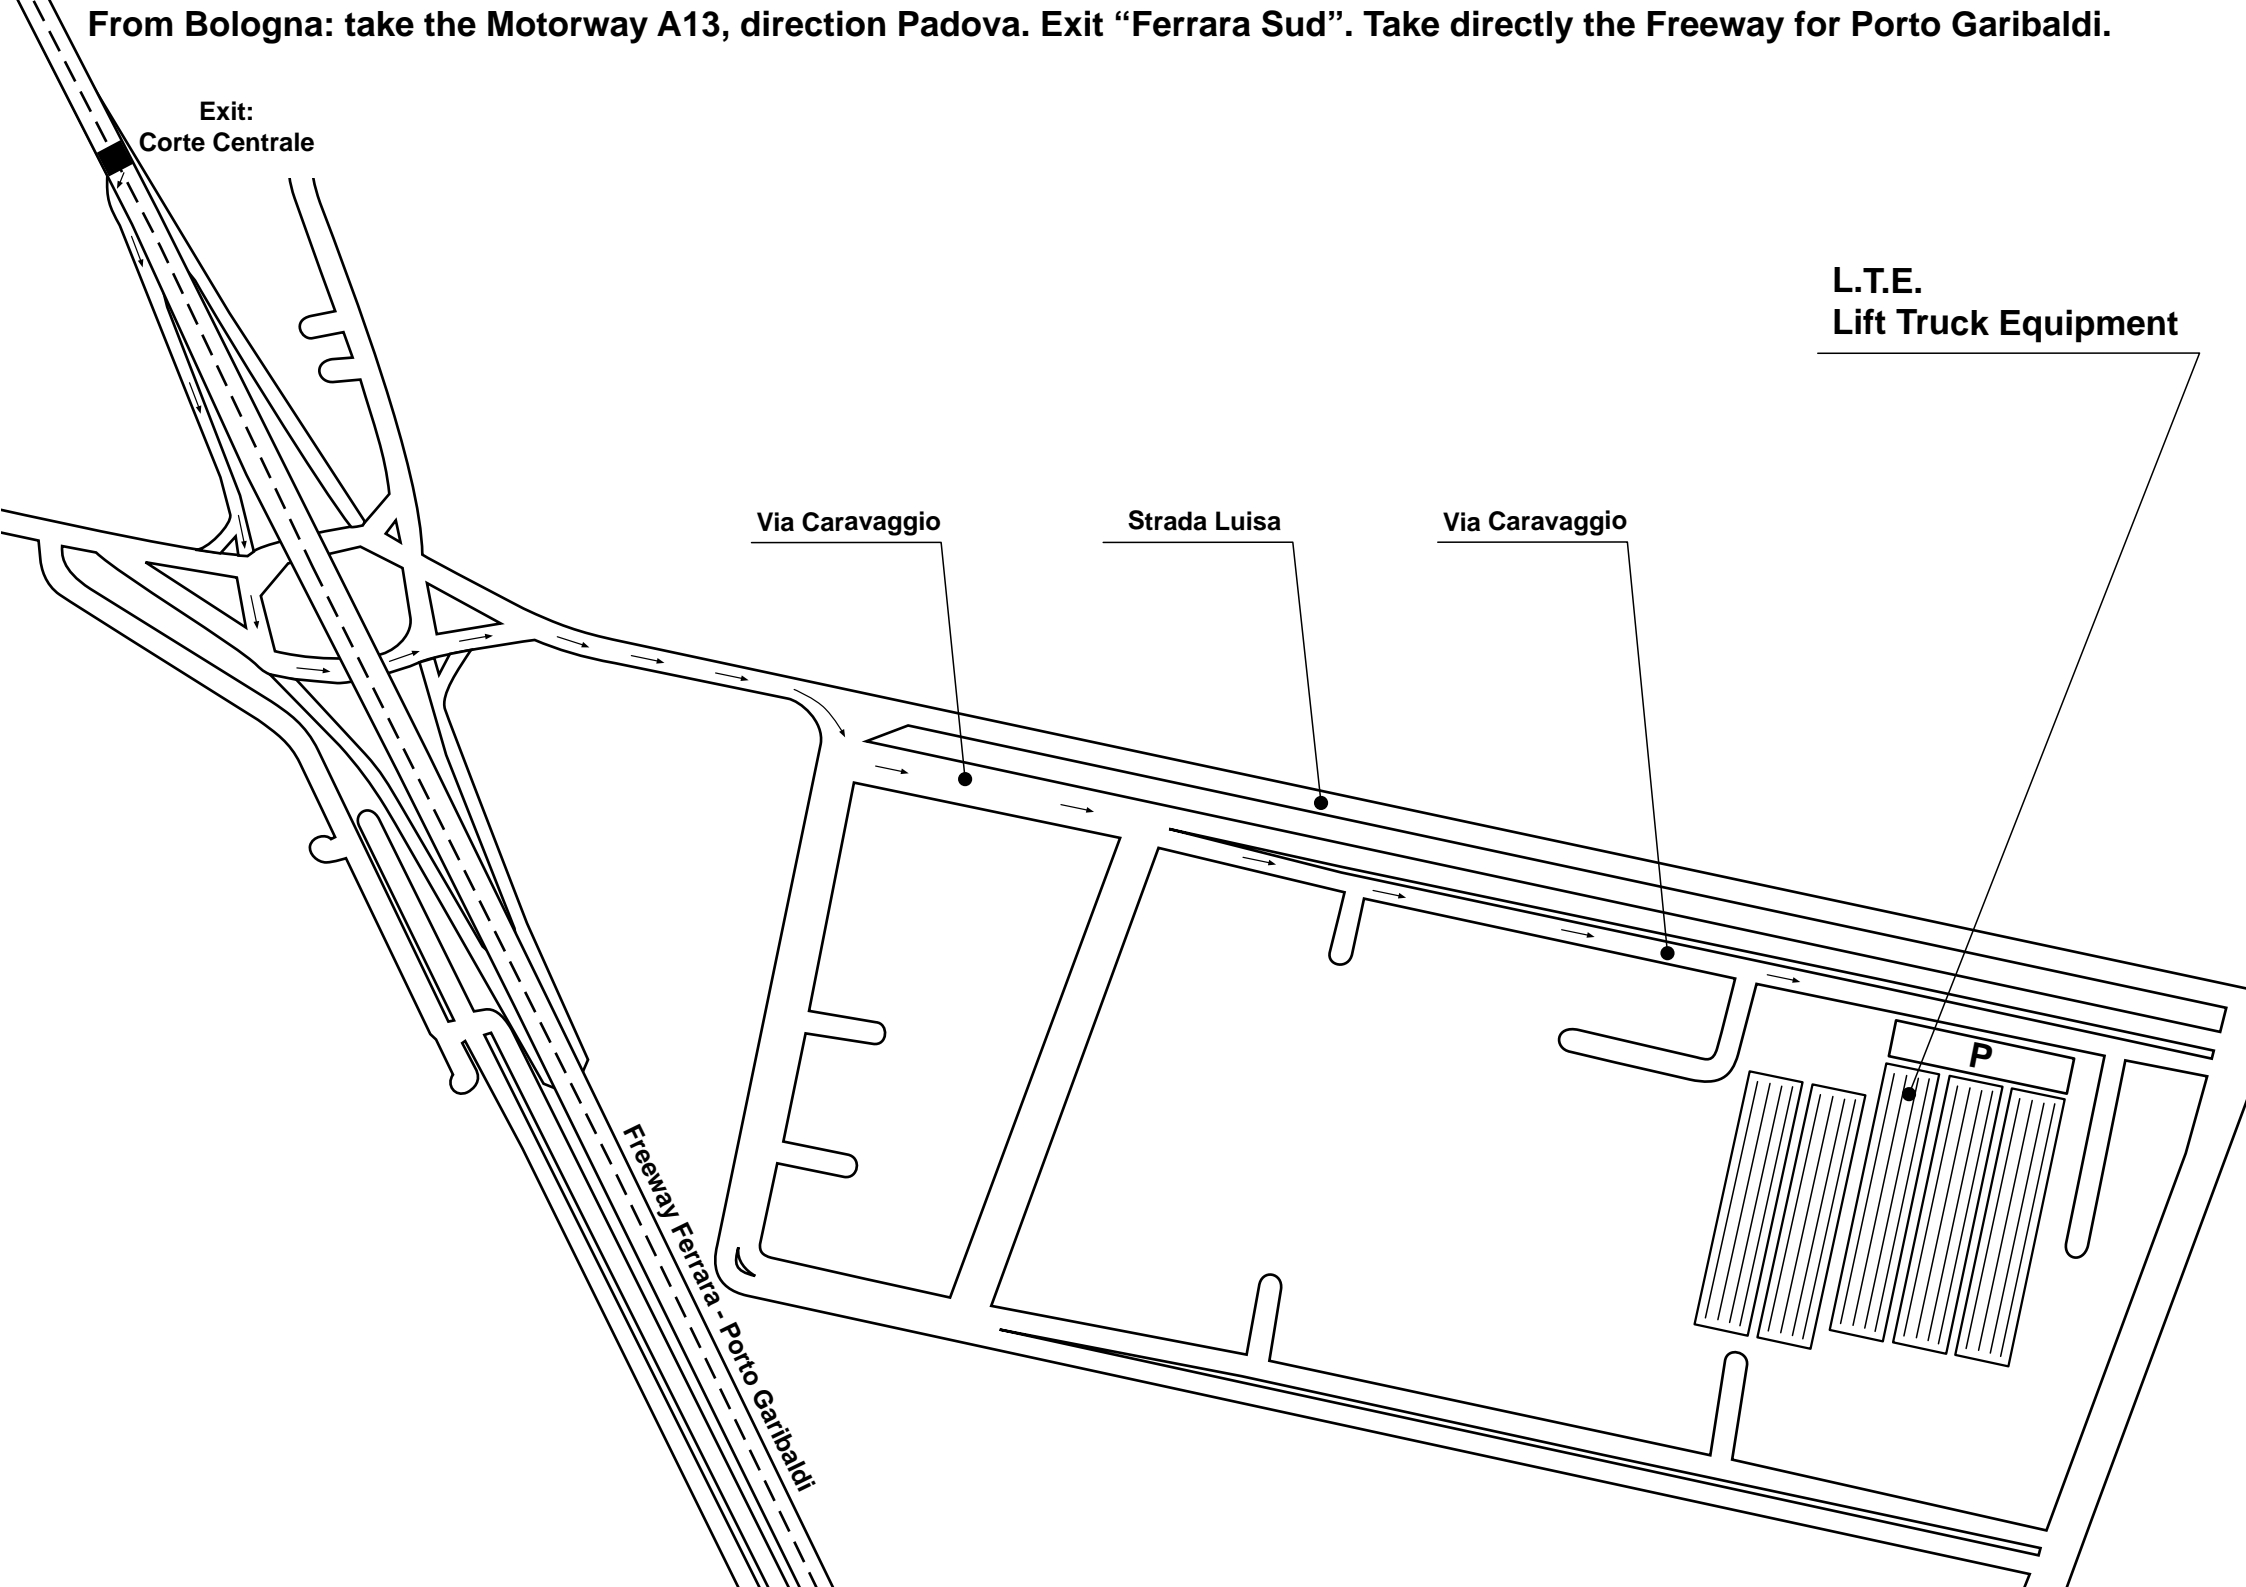 From Bologna: take the Motorway A13, direction Padova. Exit “Ferrara Sud”. Take directly the Freeway for Porto Garibaldi.
Exit:
Corte Centrale
L.T.E.
Lift Truck Equipment
Via Caravaggio
Strada Luisa
Via Caravaggio
P
Freeway Ferrara - Porto Garibaldi